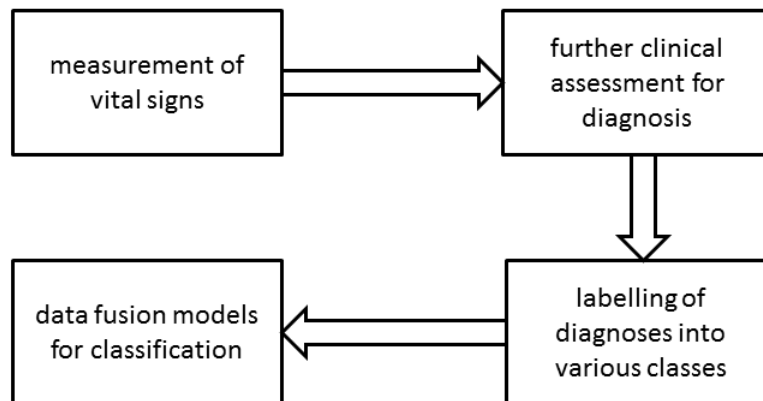 measurement of
vital signs
further clinical
assessment for
diagnosis
labelling of
diagnoses into
various classes
data fusion models
for classification